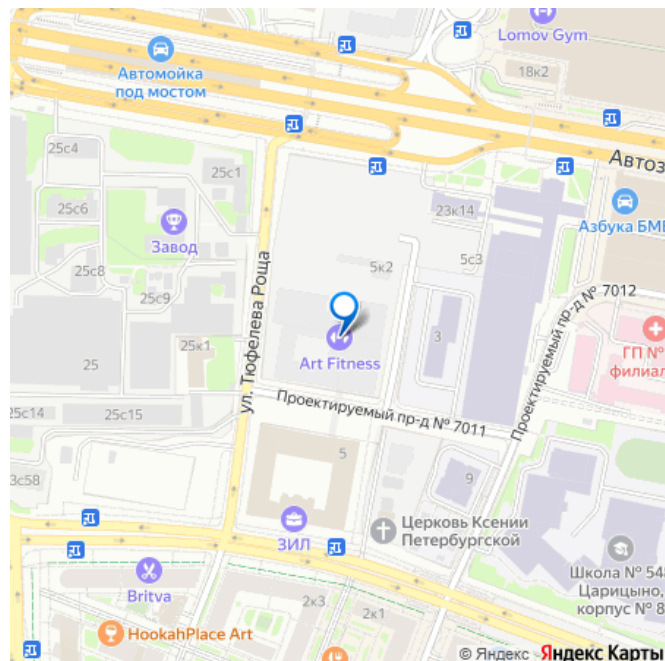 Lomov Gym
Автомойка
под мостом
18к2
25с4
25с1
Автоз
25с6
23к14
Завод
Азбука БМВ
5с3
5к2
25с8
ул. Тюфелева Роща
Проектируемый пр-д № 7012
25с9
3
ГП №
филиал
25к1
Art Fitness
25
Проектируемый пр-д № 7011
25с14
25с15
5
9
3с58
Церковь Ксении
Петербургской
ЗИЛ
Школа № 548
Царицыно,
корпус № 8
Britva
2к3
2к1
HookahPlace Art
© Яндекс Яндекс Карты